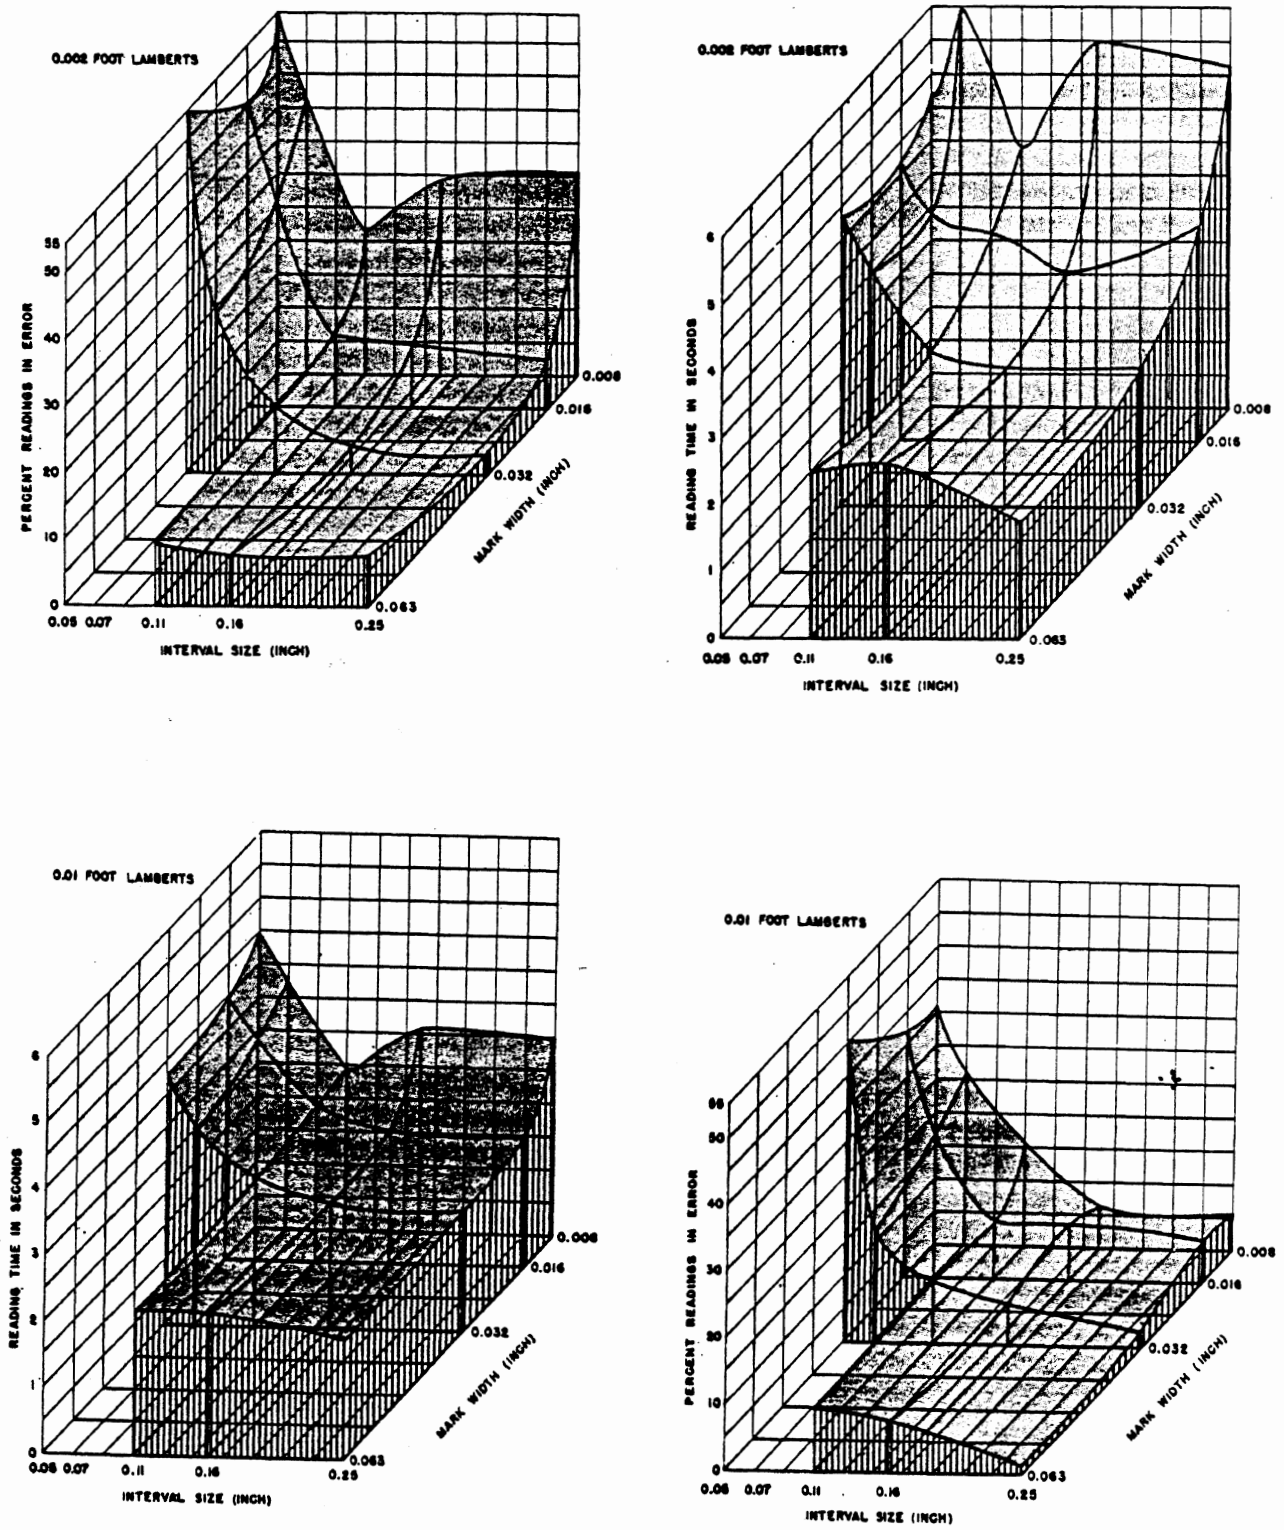 0.002 FOOT LAMBERTS
55
50
40
30
20
10
0
PERCENT READINGS IN ERROR
0.05 0.07 0.11 0.16 0.25
INTERVAL SIZE (INCH)
0.008
0.016
0.032
0.063
MARK WIDTH (INCH)
0.002 FOOT LAMBERTS
6
5
4
3
2
1
0
READING TIME IN SECONDS
0.05 0.07 0.11 0.16 0.25
INTERVAL SIZE (INCH)
0.008
0.016
0.032
0.063
MARK WIDTH (INCH)
0.01 FOOT LAMBERTS
6
5
4
3
2
1
0
READING TIME IN SECONDS
0.05 0.07 0.11 0.16 0.25
INTERVAL SIZE (INCH)
0.008
0.016
0.032
0.063
MARK WIDTH (INCH)
0.01 FOOT LAMBERTS
55
50
40
30
20
10
0
PERCENT READINGS IN ERROR
0.05 0.07 0.11 0.16 0.25
INTERVAL SIZE (INCH)
0.008
0.016
0.032
0.063
MARK WIDTH (INCH)